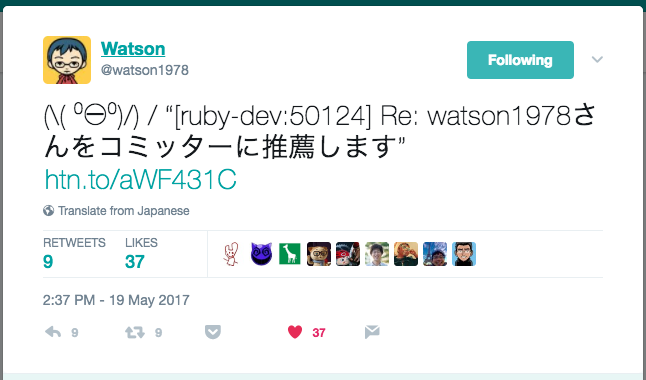 Watson
@watson1978
Following
(\( ⁰⊖⁰)/) / “[ruby-dev:50124] Re: watson1978さ
んをコミッターに推薦します”
htn.to/aWF431C
Translate from Japanese
RETWEETS LIKES
9 37
2:37 PM - 19 May 2017
9 9 37